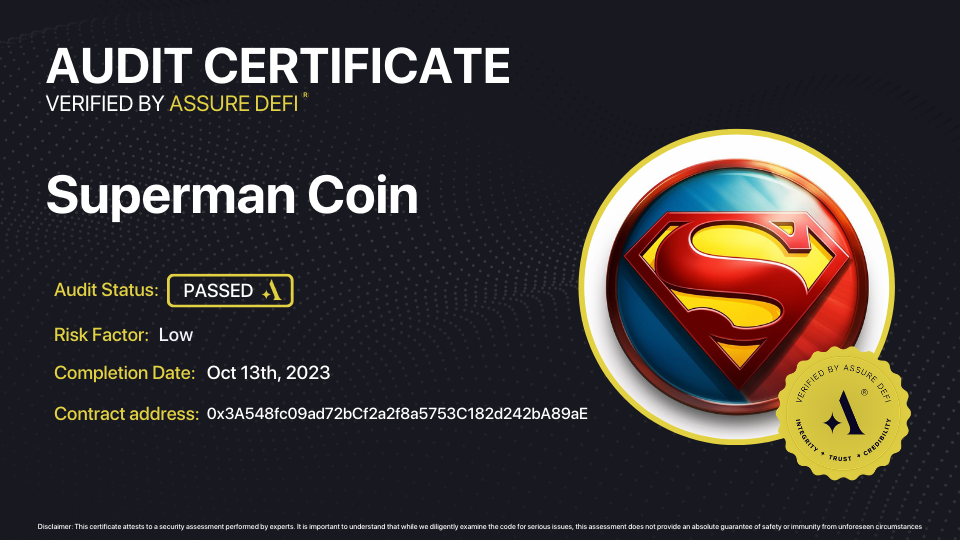 AUDIT CERTIFICATE
VERIFIED BY ASSURE DEFI ®
Superman Coin
Audit Status: PASSED
Risk Factor: Low
Completion Date: Oct 13th, 2023
Contract address: 0x3A548fc09ad72bCf2a2f8a5753C182d242bA89aE
S
VERIFIED BY ASSURE DEFI
®
INTEGRITY ✦ TRUST ✦ CREDIBILITY
Disclaimer: This certificate attests to a security assessment performed by experts. It is important to understand that while we diligently examine the code for serious issues, this assessment does not provide an absolute guarantee of safety or immunity from unforeseen circumstances